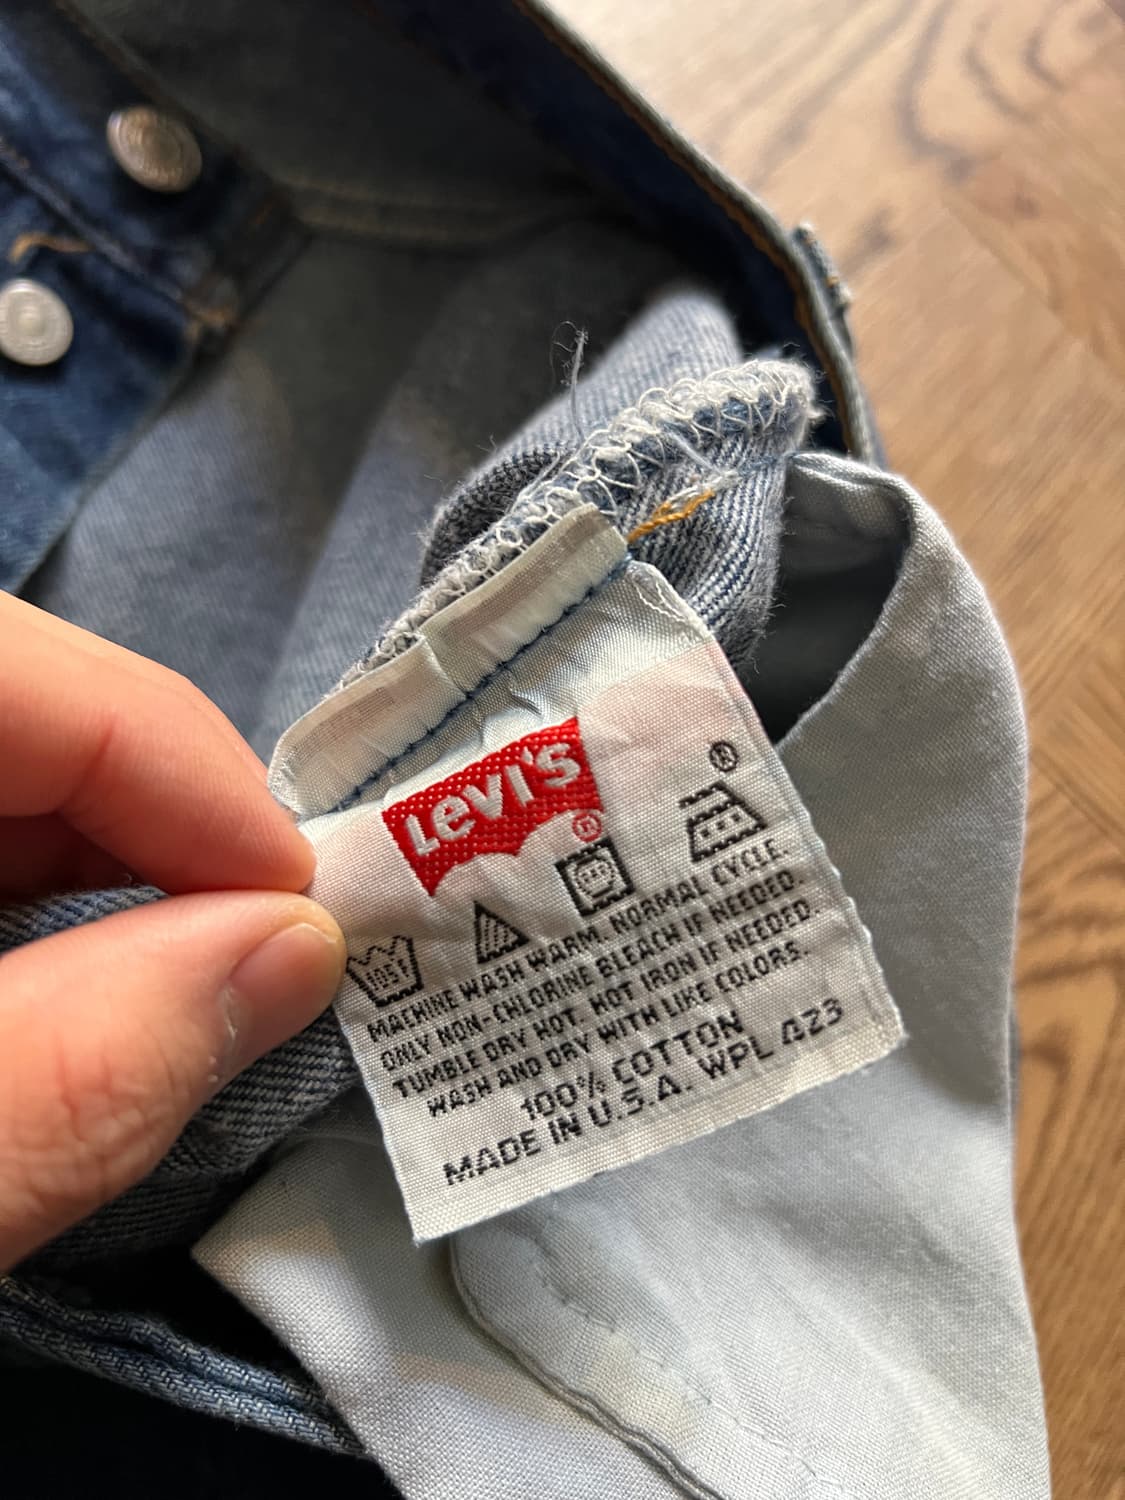 Levi's
®
®
105F
MACHINE WASH WARM. NORMAL CYCLE.
ONLY NON-CHLORINE BLEACH IF NEEDED.
TUMBLE DRY HOT. HOT IRON IF NEEDED.
WASH AND DRY WITH LIKE COLORS.
100% COTTON
MADE IN U.S.A. WPL 423